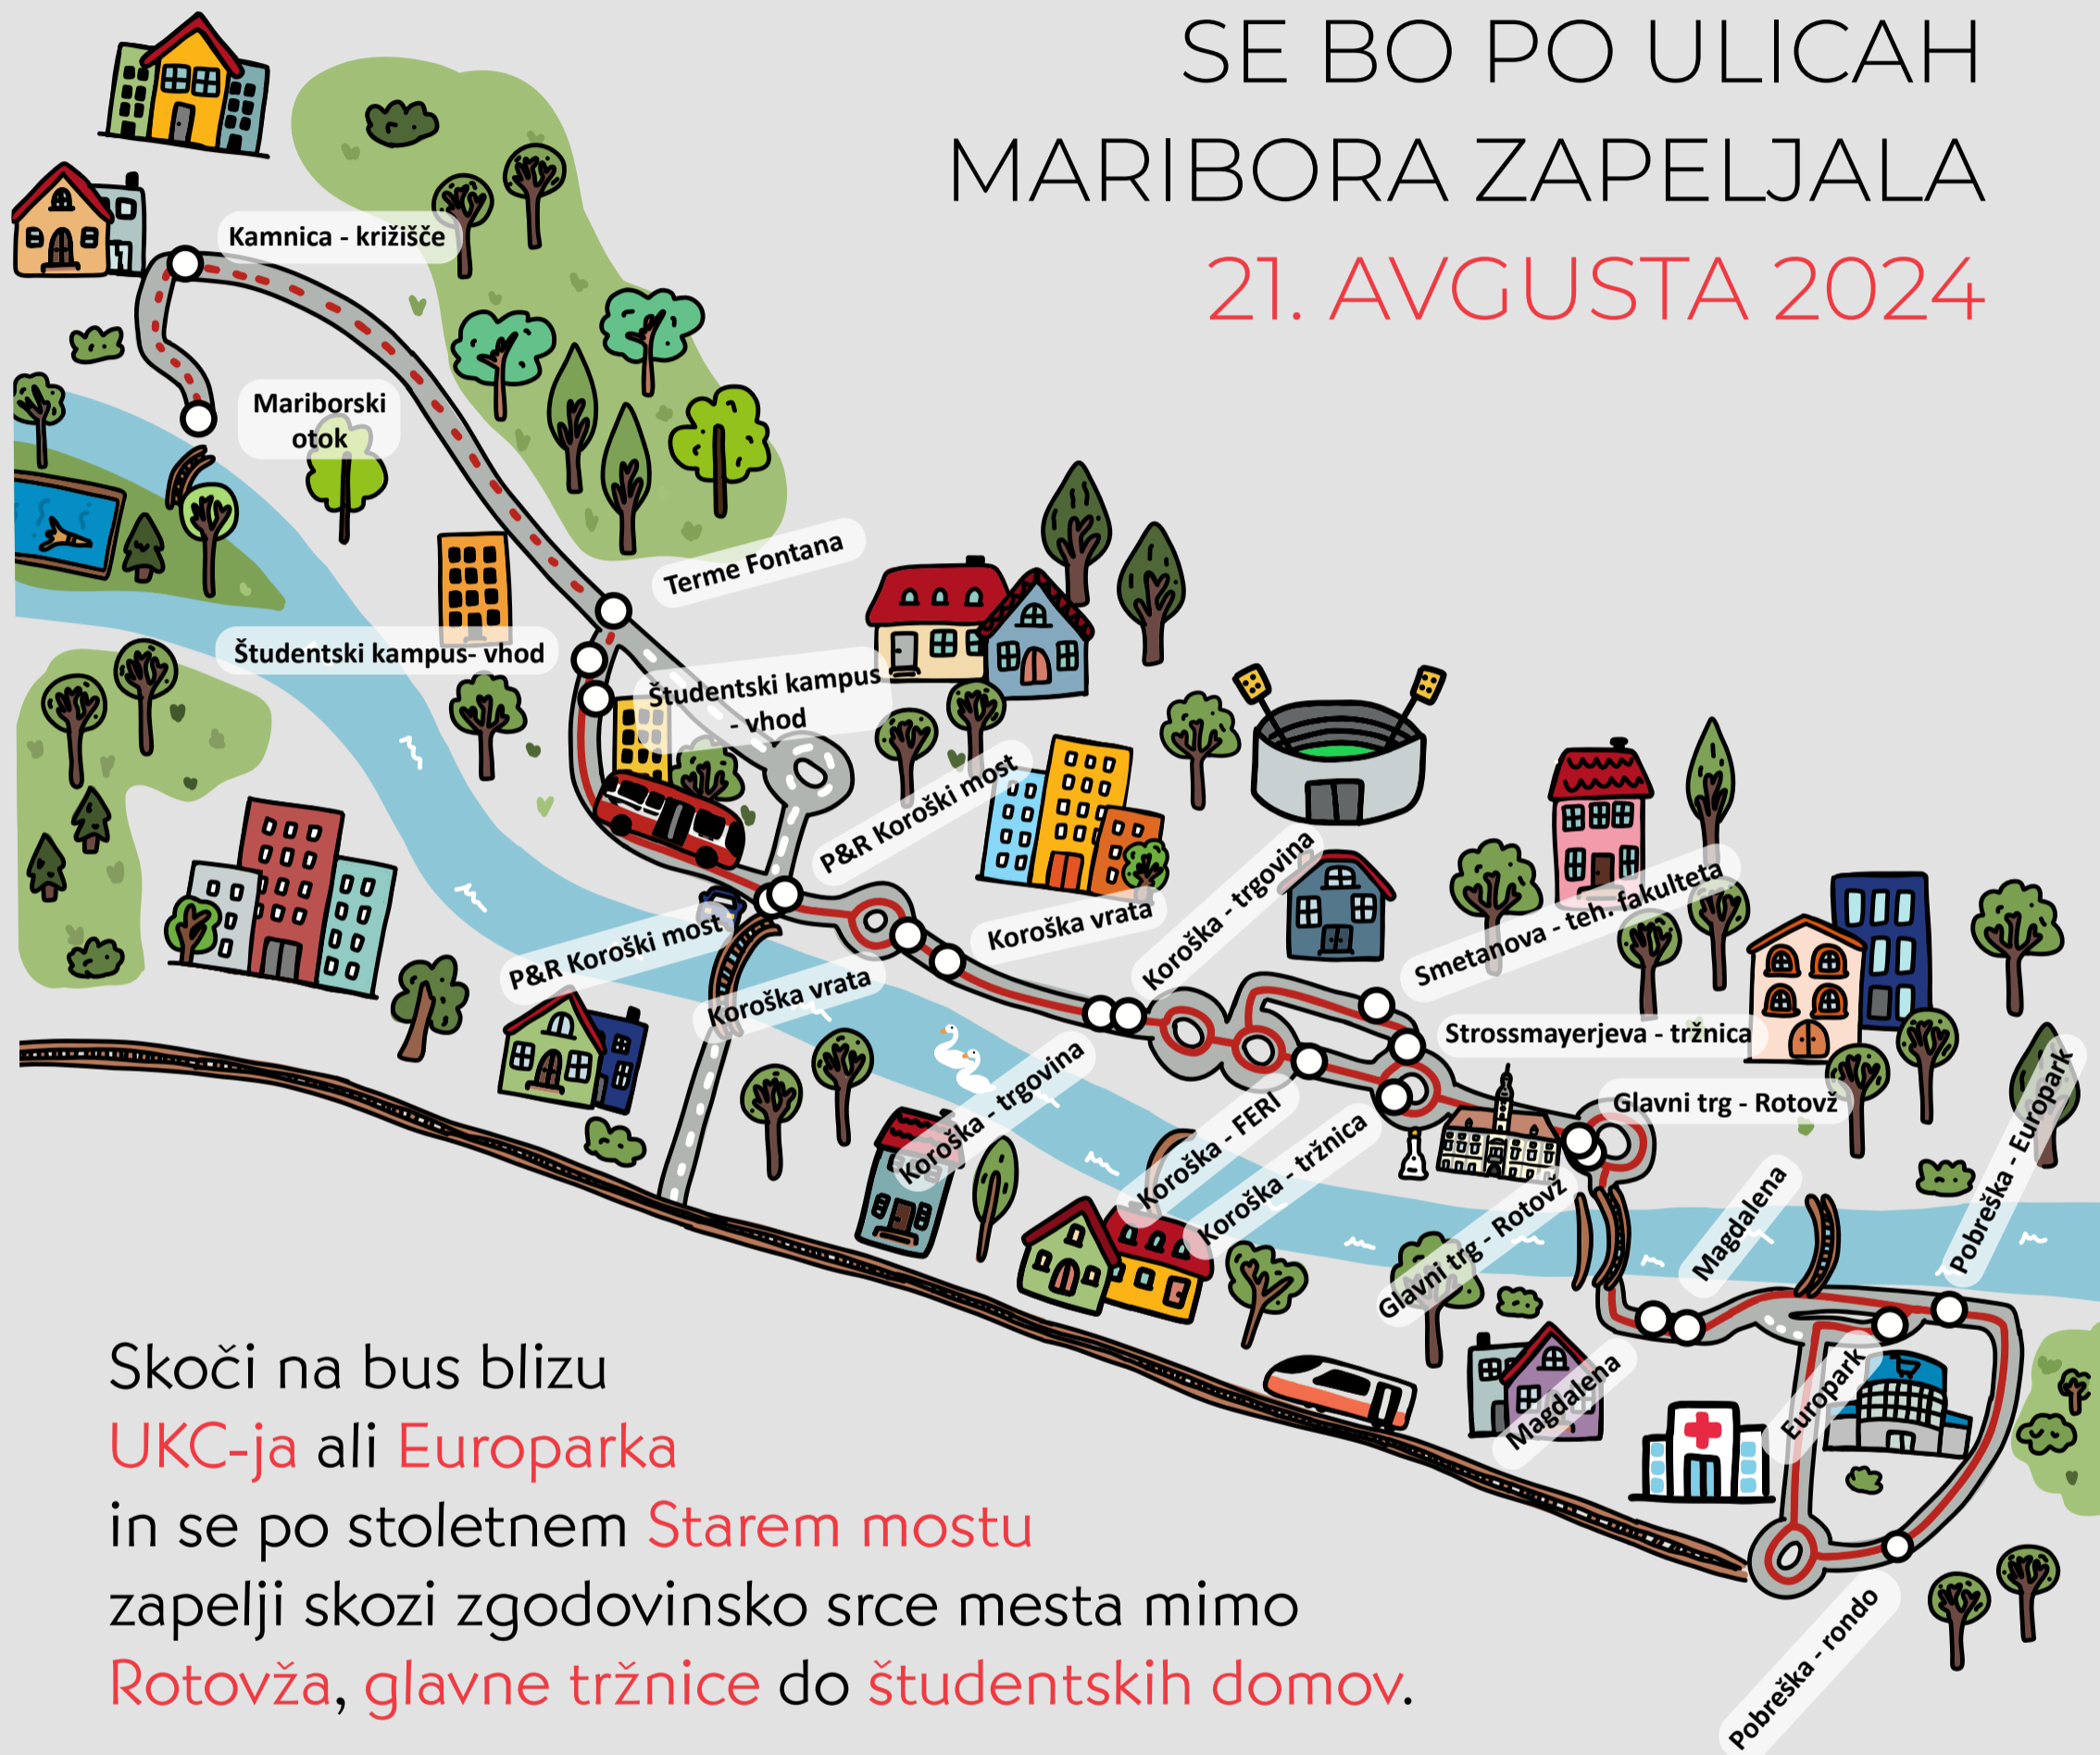 SE BO PO ULICAH
MARIBORA ZAPELJALA
21. AVGUSTA 2024
Kamnica - križišče
Mariborski
otok
Terme Fontana
Študentski kampus- vhod
Študentski kampus
- vhod
P&R Koroški most
P&R Koroški most
Koroška vrata
Koroška vrata
Koroška - trgovina
Koroška - trgovina
Smetanova - teh. fakulteta
Strossmayerjeva - tržnica
Koroška - FERI
Koroška - tržnica
Glavni trg - Rotovž
Glavni trg - Rotovž
Magdalena
Magdalena
Pobreška - Europark
Europark
Pobreška - rondo
Skoči na bus blizu
UKC-ja ali Europarka
in se po stoletnem Starem mostu
zapelji skozi zgodovinsko srce mesta mimo
Rotovža, glavne tržnice do študentskih domov.